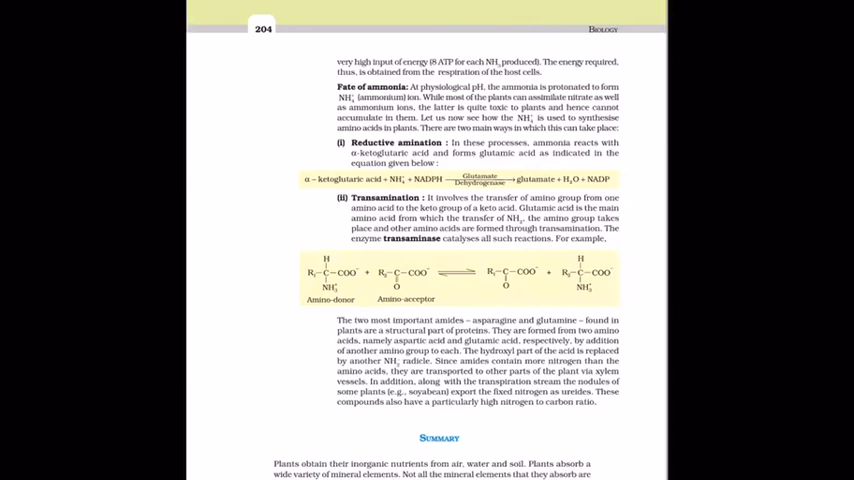 204
BIOLOGY
very high input of energy (8 ATP for each NH3 produced). The energy required,
thus, is obtained from the respiration of the host cells.
Fate of ammonia: At physiological pH, the ammonia is protonated to form
NH4+ (ammonium) ion. While most of the plants can assimilate nitrate as well
as ammonium ions, the latter is quite toxic to plants and hence cannot
accumulate in them. Let us now see how the NH4+ is used to synthesise
amino acids in plants. There are two main ways in which this can take place:
(i) Reductive amination : In these processes, ammonia reacts with
α-ketoglutaric acid and forms glutamic acid as indicated in the
equation given below :
α – ketoglutaric acid + NH4+ + NADPH Glutamate Dehydrogenase → glutamate + H2O + NADP
(ii) Transamination : It involves the transfer of amino group from one
amino acid to the keto group of a keto acid. Glutamic acid is the main
amino acid from which the transfer of NH2, the amino group takes
place and other amino acids are formed through transamination. The
enzyme transaminase catalyses all such reactions. For example,
H H
R1–C–COO– + R2–C–COO– ⇌ R1–C–COO– + R2–C–COO–
NH3+ O O NH3+
Amino-donor Amino-acceptor
The two most important amides – asparagine and glutamine – found in
plants are a structural part of proteins. They are formed from two amino
acids, namely aspartic acid and glutamic acid, respectively, by addition
of another amino group to each. The hydroxyl part of the acid is replaced
by another NH2– radicle. Since amides contain more nitrogen than the
amino acids, they are transported to other parts of the plant via xylem
vessels. In addition, along with the transpiration stream the nodules of
some plants (e.g., soyabean) export the fixed nitrogen as ureides. These
compounds also have a particularly high nitrogen to carbon ratio.
SUMMARY
Plants obtain their inorganic nutrients from air, water and soil. Plants absorb a
wide variety of mineral elements. Not all the mineral elements that they absorb are